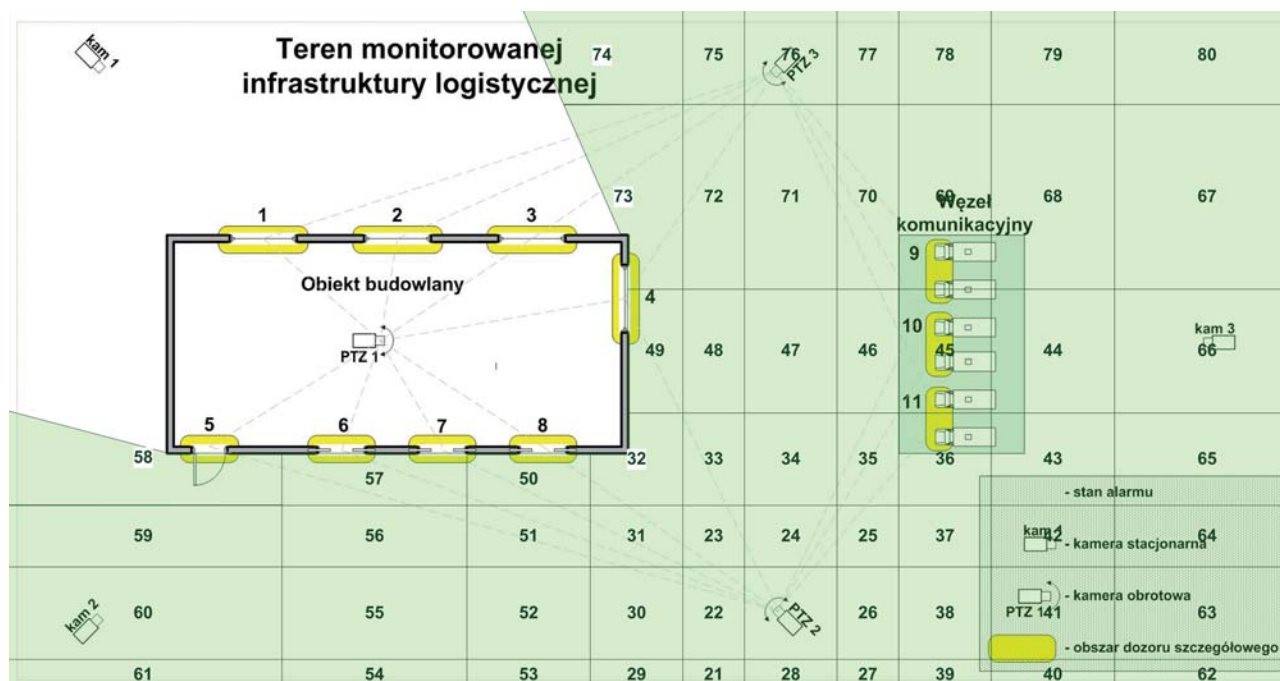 kam 1
Teren monitorowanej
infrastruktury logistycznej
74 75 76 77 78 79 80
PTZ 3
73 72 71 70 69 68 67
Węzeł
komunikacyjny
1 2 3
9
Obiekt budowlany
4
10
PTZ 1
49 48 47 46 45 44 66
kam 3
11
5 6 7 8
58 32 33 34 35 36 43 65
57 50
- stan alarmu
59 56 51 31 23 24 25 37 42 64
- kamera stacjonarna
- kamera obrotowa
kam 2
60 55 52 30 22 26 38 41 63
PTZ 2
PTZ 1
- obszar dozoru szczegółowego
61 54 53 29 21 28 27 39 40 62